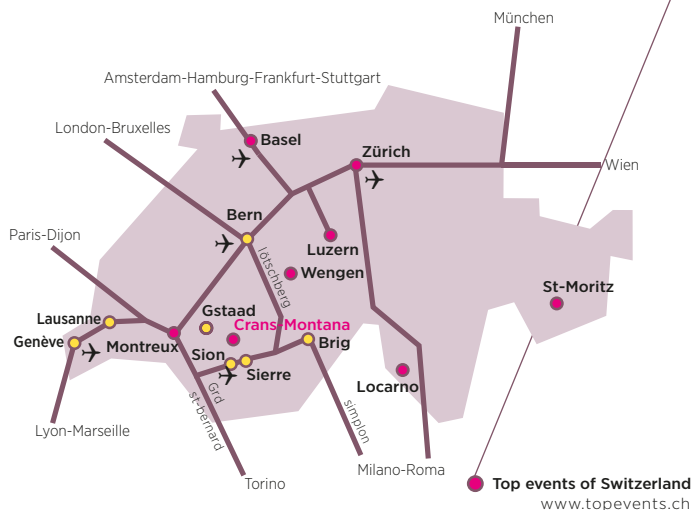 München
Amsterdam-Hamburg-Frankfurt-Stuttgart
London-Bruxelles
Basel
Zürich
Wien
Bern
Paris-Dijon
Luzern
lötschberg
Wengen
St-Moritz
Lausanne
Gstaad
Crans-Montana
Genève
Montreux
Sion
Brig
Sierre
Locarno
Grd
st-bernard
simplon
Lyon-Marseille
Milano-Roma
Torino
Top events of Switzerland
www.topevents.ch